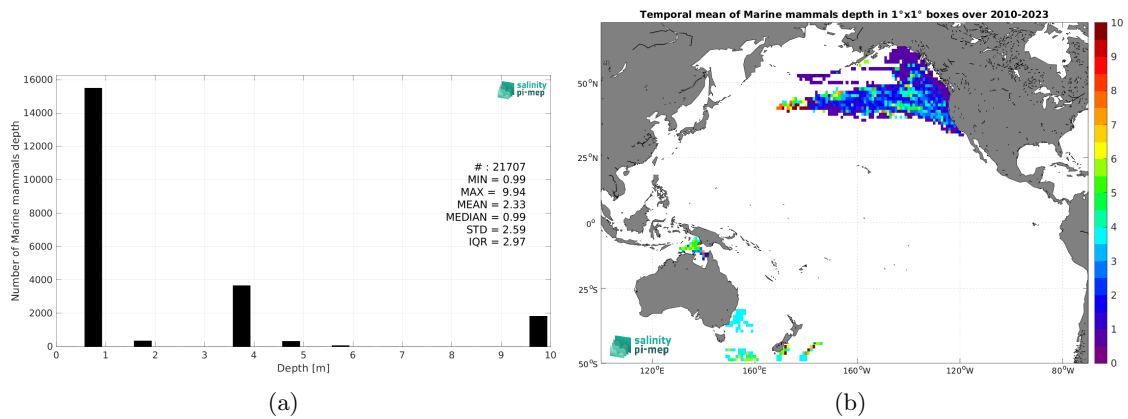 16000
14000
12000
10000
8000
6000
4000
2000
0
Number of Marine mammals depth
salinity
pi-mep
# : 21707
MIN = 0.99
MAX = 9.94
MEAN = 2.33
MEDIAN = 0.99
STD = 2.59
IQR = 2.97
0 1 2 3 4 5 6 7 8 9 10
Depth [m]
(a)
Temporal mean of Marine mammals depth in 1°x1° boxes over 2010-2023
50°N
25°N
0°
25°S
50°S
120°E 160°E 160°W 120°W 80°W
salinity
pi-mep
10
9
8
7
6
5
4
3
2
1
0
(b)